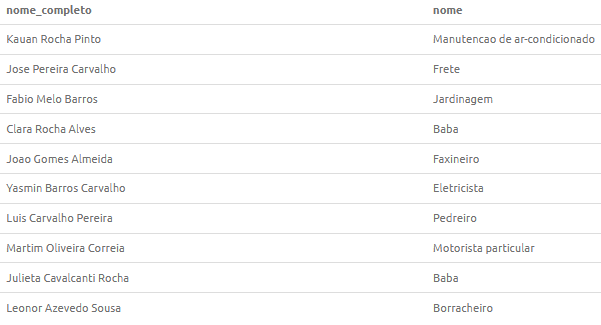 nome_completo nome
Kauan Rocha Pinto Manutencao de ar-condicionado
Jose Pereira Carvalho Frete
Fabio Melo Barros Jardinagem
Clara Rocha Alves Baba
Joao Gomes Almeida Faxineiro
Yasmin Barros Carvalho Eletricista
Luis Carvalho Pereira Pedreiro
Martim Oliveira Correia Motorista particular
Julieta Cavalcanti Rocha Baba
Leonor Azevedo Sousa Borracheiro